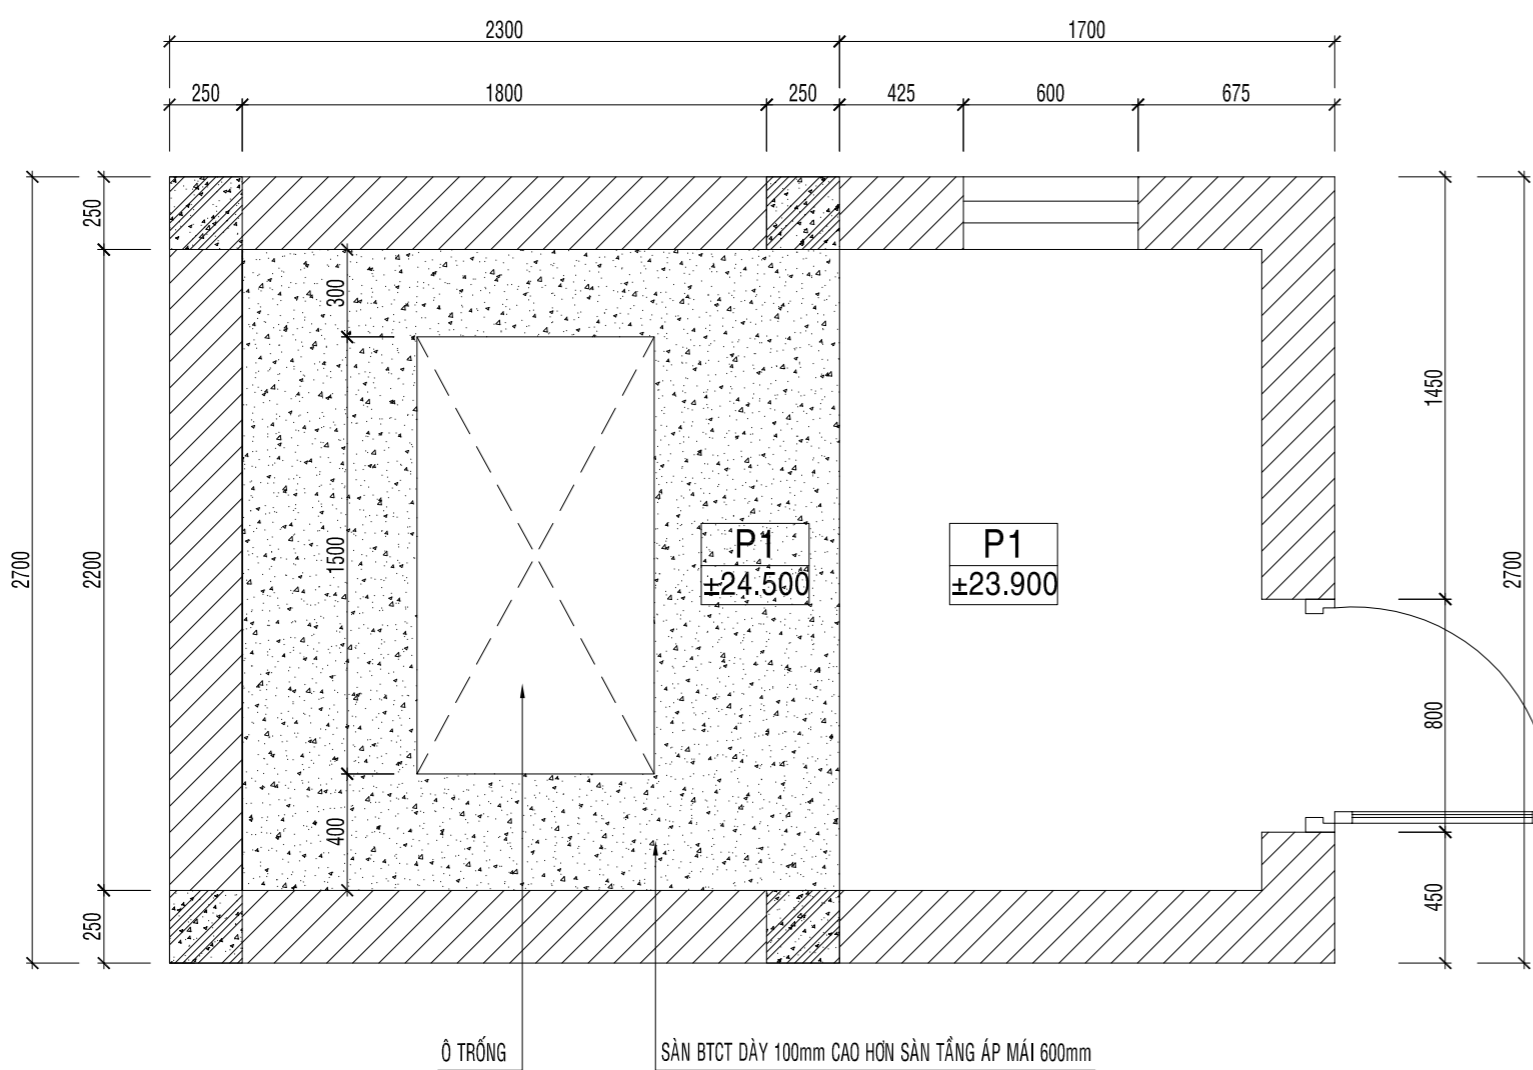 2300 1700
250 1800 250 425 600 675
250
300
1450
P1 P1
±24.500 ±23.900
2700 2200 1500 2700
800
400
250 450
Ô TRỐNG SÀN BTCT DÀY 100mm CAO HƠN SÀN TẦNG ÁP MÁI 600mm